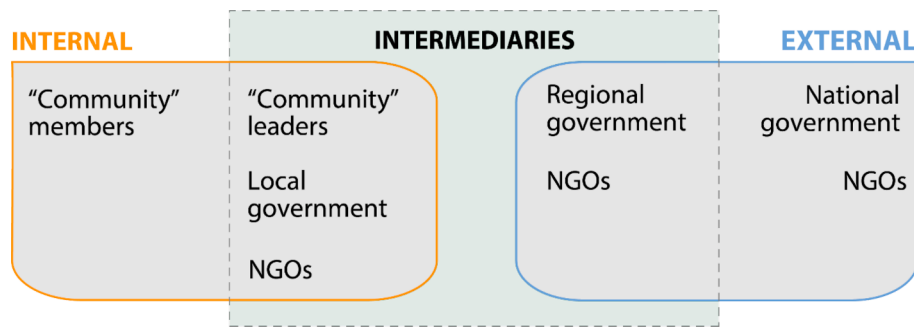 INTERNAL
INTERMEDIARIES
EXTERNAL
“Community”
members
“Community”
leaders
Local
government
NGOs
Regional
government
NGOs
National
government
NGOs